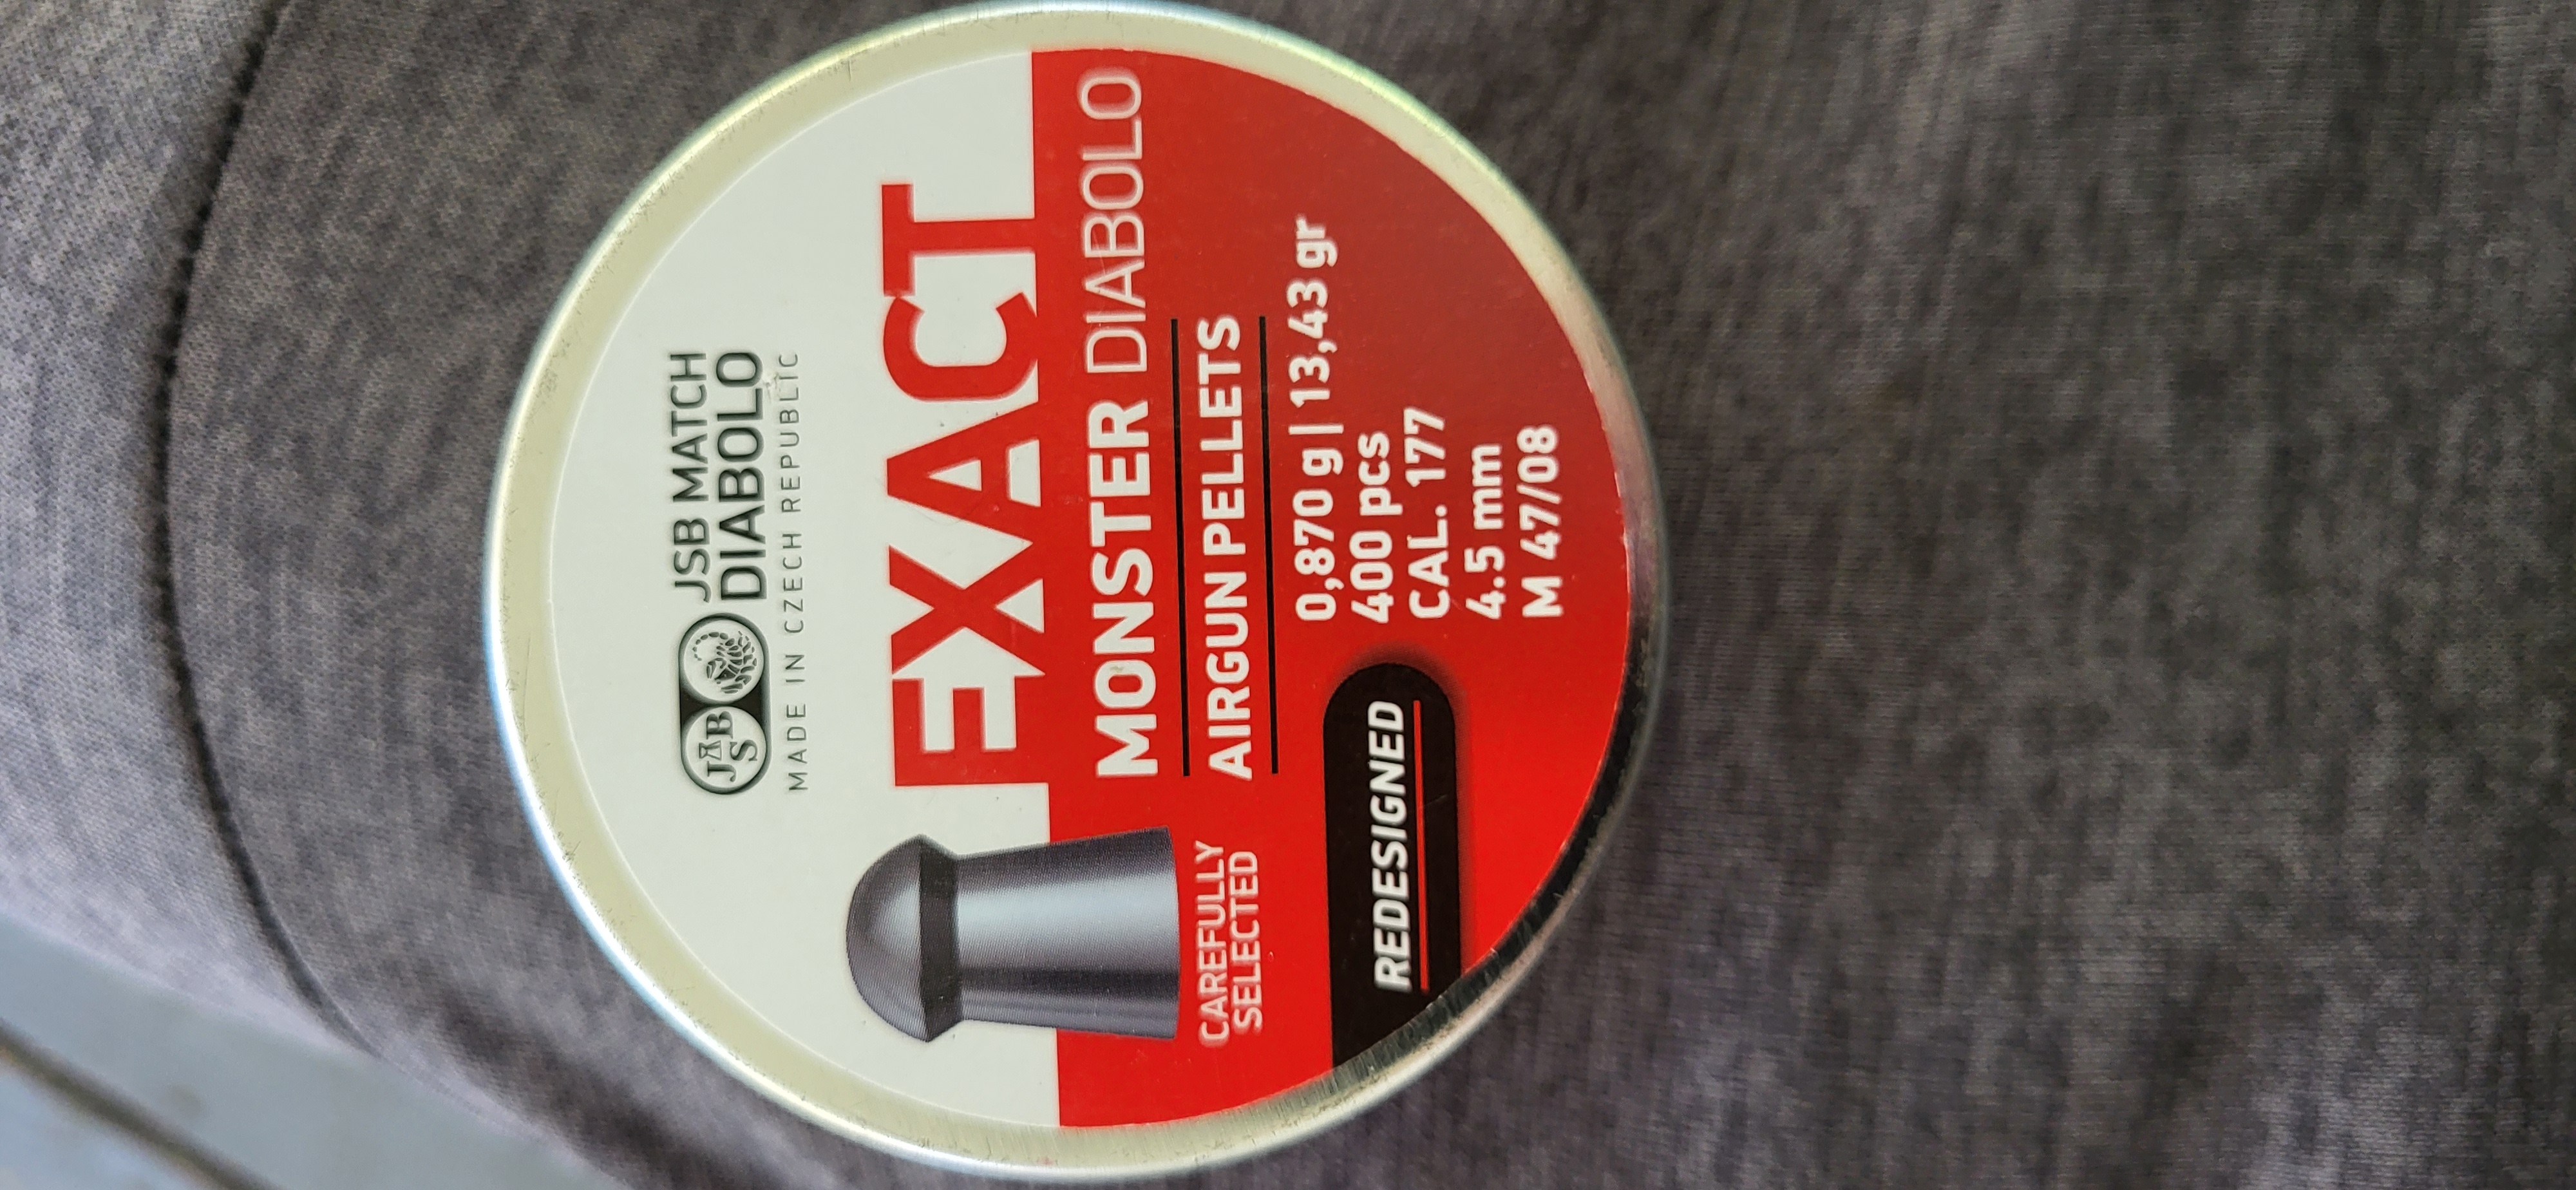 JSB
JSB MATCH
DIABOLO
MADE IN CZECH REPUBLIC
EXACT
MONSTER DIABOLO
AIRGUN PELLETS
CAREFULLY
SELECTED
0,870 g | 13,43 gr
400 pcs
CAL. 177
4.5 mm
M 47/08
REDESIGNED